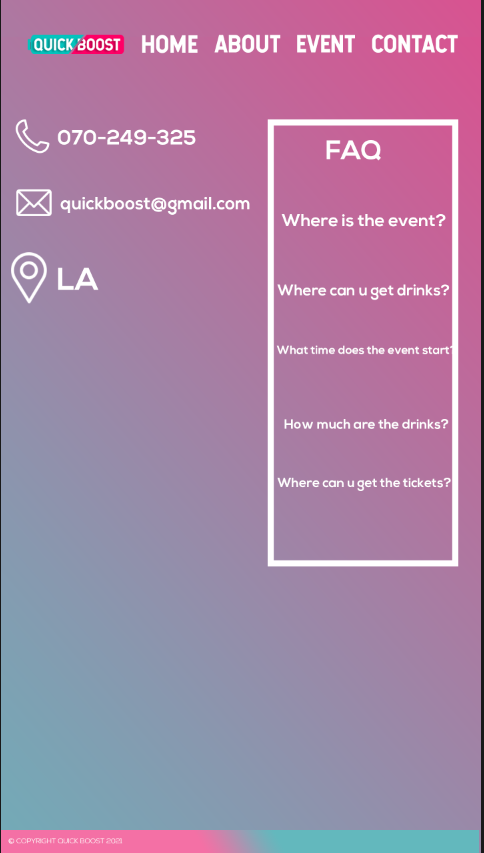 QUICK BOOST HOME ABOUT EVENT CONTACT
070-249-325
quickboost@gmail.com
LA
FAQ
Where is the event?
Where can u get drinks?
What time does the event start?
How much are the drinks?
Where can u get the tickets?
© COPYRIGHT QUICK BOOST 2023